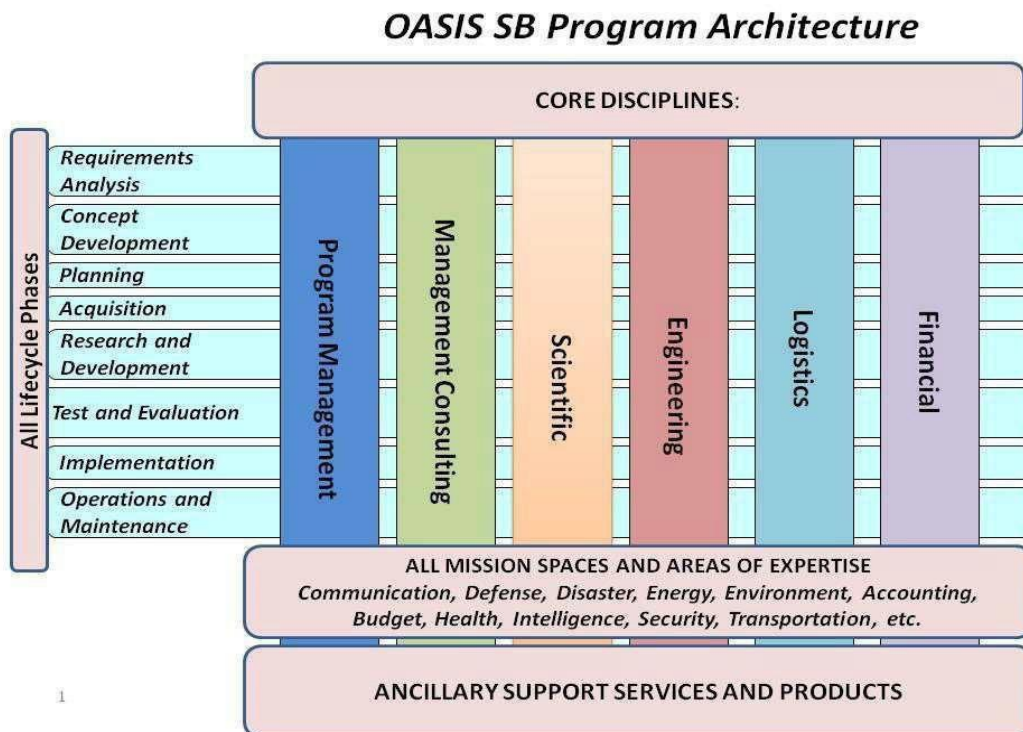 OASIS SB Program Architecture
CORE DISCIPLINES:
All Lifecycle Phases
Requirements
Analysis
Concept
Development
Planning
Acquisition
Research and
Development
Test and Evaluation
Implementation
Operations and
Maintenance
Program Management
Management Consulting
Scientific
Engineering
Logistics
Financial
ALL MISSION SPACES AND AREAS OF EXPERTISE
Communication, Defense, Disaster, Energy, Environment, Accounting,
Budget, Health, Intelligence, Security, Transportation, etc.
ANCILLARY SUPPORT SERVICES AND PRODUCTS
1